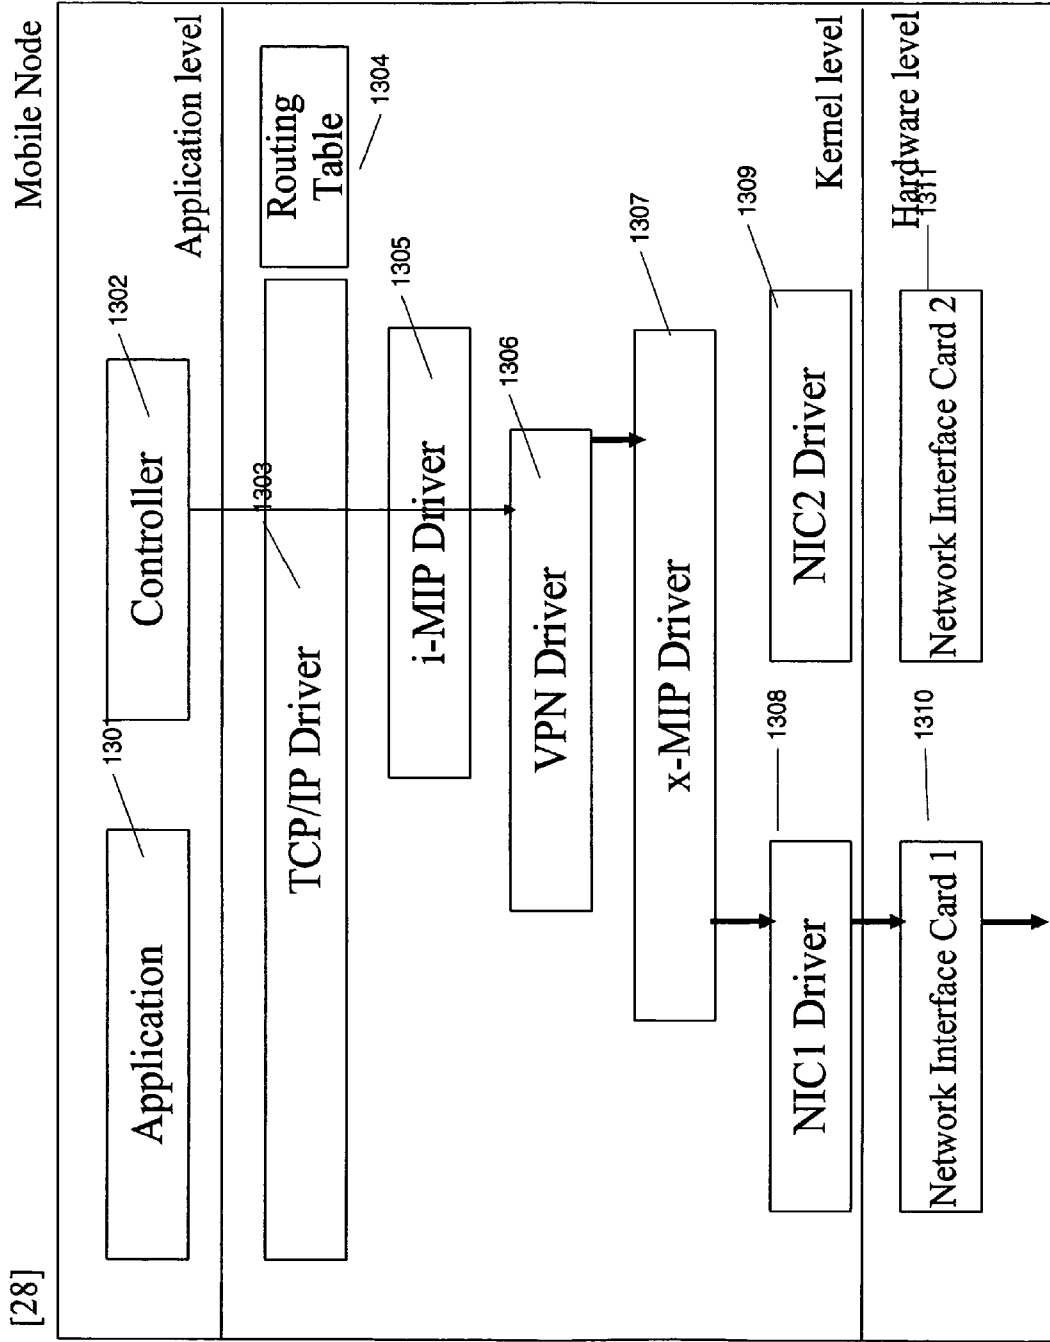 [28]
Mobile Node
Application level
1301
Application
1302
Controller
1303
TCP/IP Driver
Routing
Table
1304
1305
i-MIP Driver
1306
VPN Driver
1307
x-MIP Driver
1308
NIC1 Driver
1309
NIC2 Driver
Kernel level
Hardware level
1310
Network Interface Card 1
1311
Network Interface Card 2